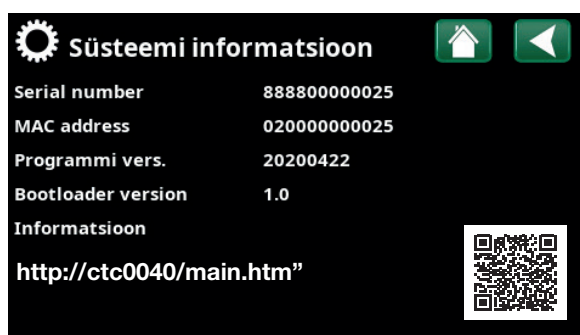 Süsteemi informatsioon
Serial number 888800000025
MAC address 020000000025
Programmi vers. 20200422
Bootloader version 1.0
Informatsioon
http://ctc0040/main.htm”